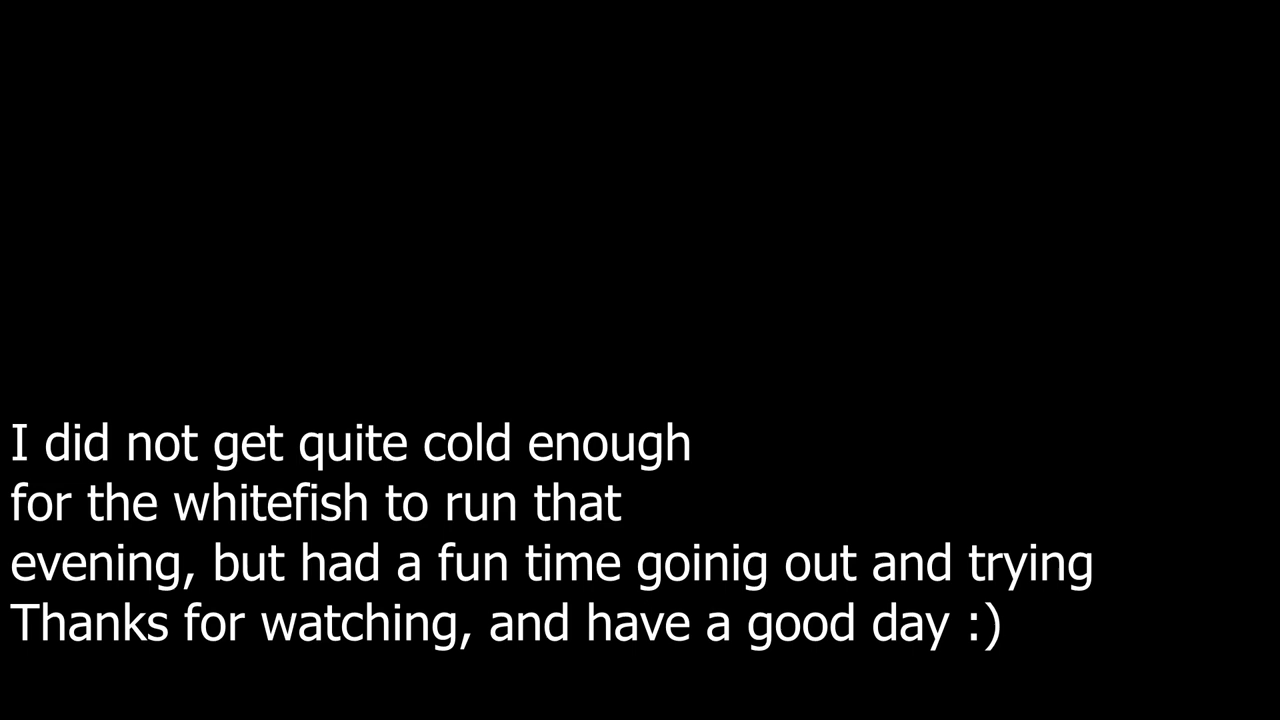 I did not get quite cold enough
for the whitefish to run that
evening, but had a fun time goinig out and trying
Thanks for watching, and have a good day :)